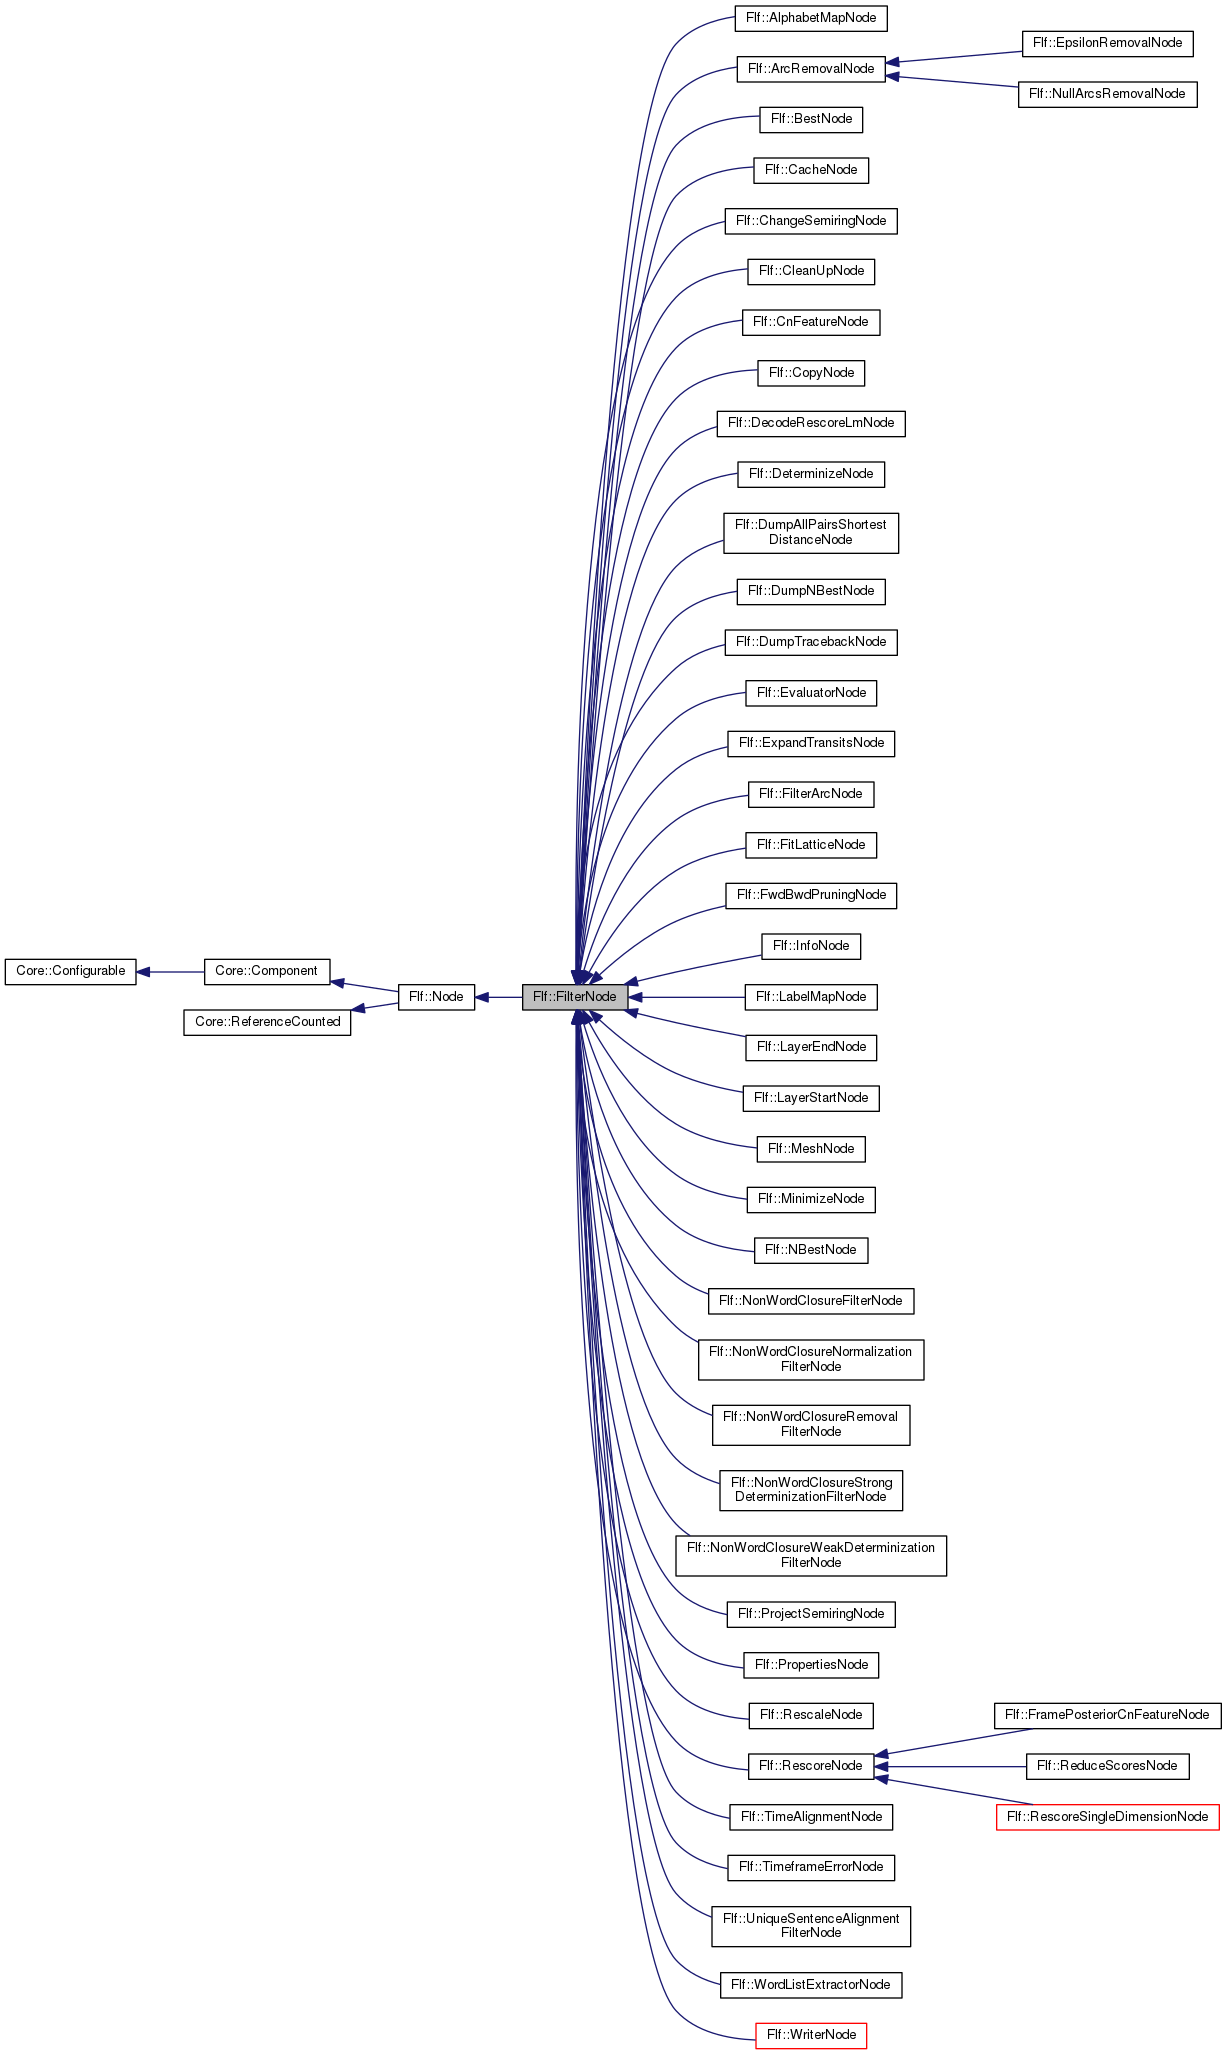 Flf::AlphabetMapNode
Flf::EpsilonRemovalNode
Flf::ArcRemovalNode
Flf::NullArcsRemovalNode
Flf::BestNode
Flf::CacheNode
Flf::ChangeSemiringNode
Flf::CleanUpNode
Flf::CnFeatureNode
Flf::CopyNode
Flf::DecodeRescoreLmNode
Flf::DeterminizeNode
Flf::DumpAllPairsShortest
DistanceNode
Flf::DumpNBestNode
Flf::DumpTracebackNode
Flf::EvaluatorNode
Flf::ExpandTransitsNode
Flf::FilterArcNode
Flf::FitLatticeNode
Flf::FwdBwdPruningNode
Flf::InfoNode
Core::Configurable
Core::Component
Flf::Node
Flf::FilterNode
Flf::LabelMapNode
Core::ReferenceCounted
Flf::LayerEndNode
Flf::LayerStartNode
Flf::MeshNode
Flf::MinimizeNode
Flf::NBestNode
Flf::NonWordClosureFilterNode
Flf::NonWordClosureNormalization
FilterNode
Flf::NonWordClosureRemoval
FilterNode
Flf::NonWordClosureStrong
DeterminizationFilterNode
Flf::NonWordClosureWeakDeterminization
FilterNode
Flf::ProjectSemiringNode
Flf::PropertiesNode
Flf::RescaleNode
Flf::FramePosteriorCnFeatureNode
Flf::RescoreNode
Flf::ReduceScoresNode
Flf::RescoreSingleDimensionNode
Flf::TimeAlignmentNode
Flf::TimeframeErrorNode
Flf::UniqueSentenceAlignment
FilterNode
Flf::WordListExtractorNode
Flf::WriterNode